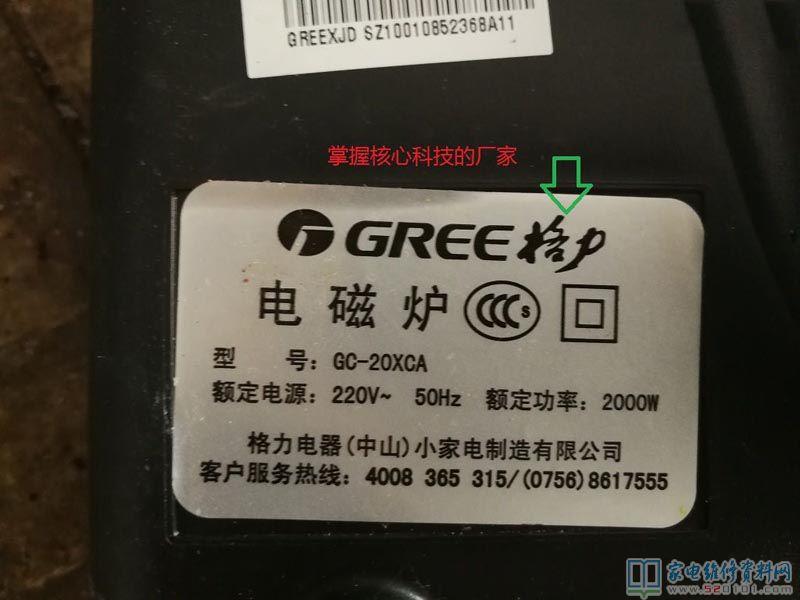 GREEXJD SZ10010852368A11
掌握核心科技的厂家
GREE格力
电磁炉 CCC S
型 号：GC-20XCA
额定电源：220V~ 50Hz 额定功率：2000W
格力电器(中山)小家电制造有限公司
客户服务热线：4008 365 315/(0756)8617555
家电维修资料网
www.520101.com